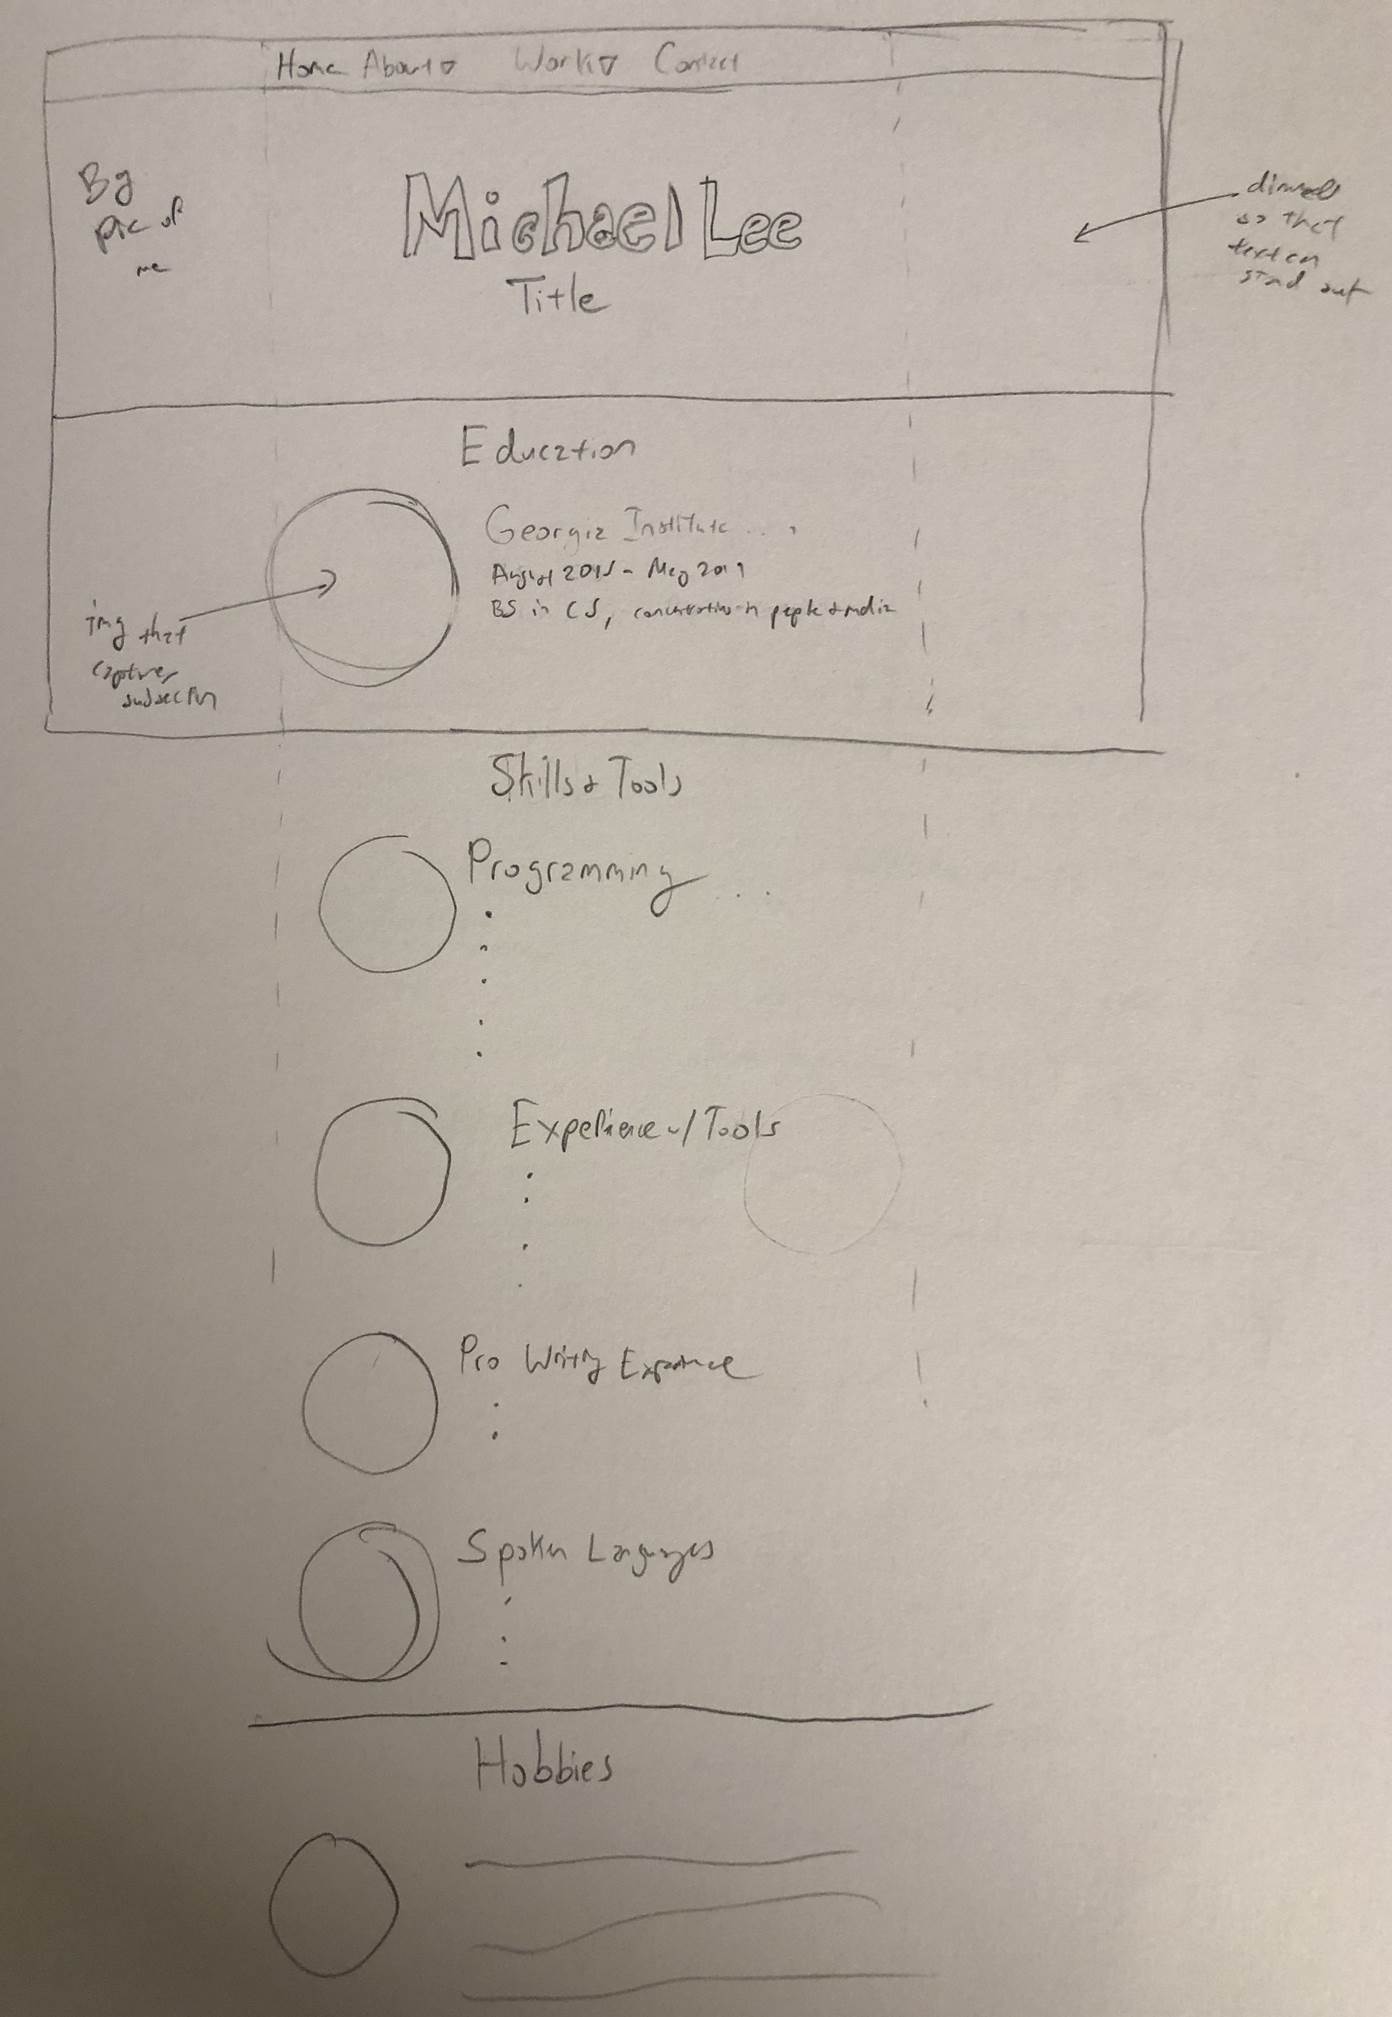 Home About▽ Work▽ Contact
Bg
pic of
me
Michael Lee
Title
dimmed
so that
text can
stand out
Education
Georgia Institute ...
August 2015 - May 2019
BS in CS, concentration in people + media
img that
captures
subsection
Skills + Tools
Programming ...
Experience w/ Tools
Pro Writing Experience
Spoken Languages
Hobbies